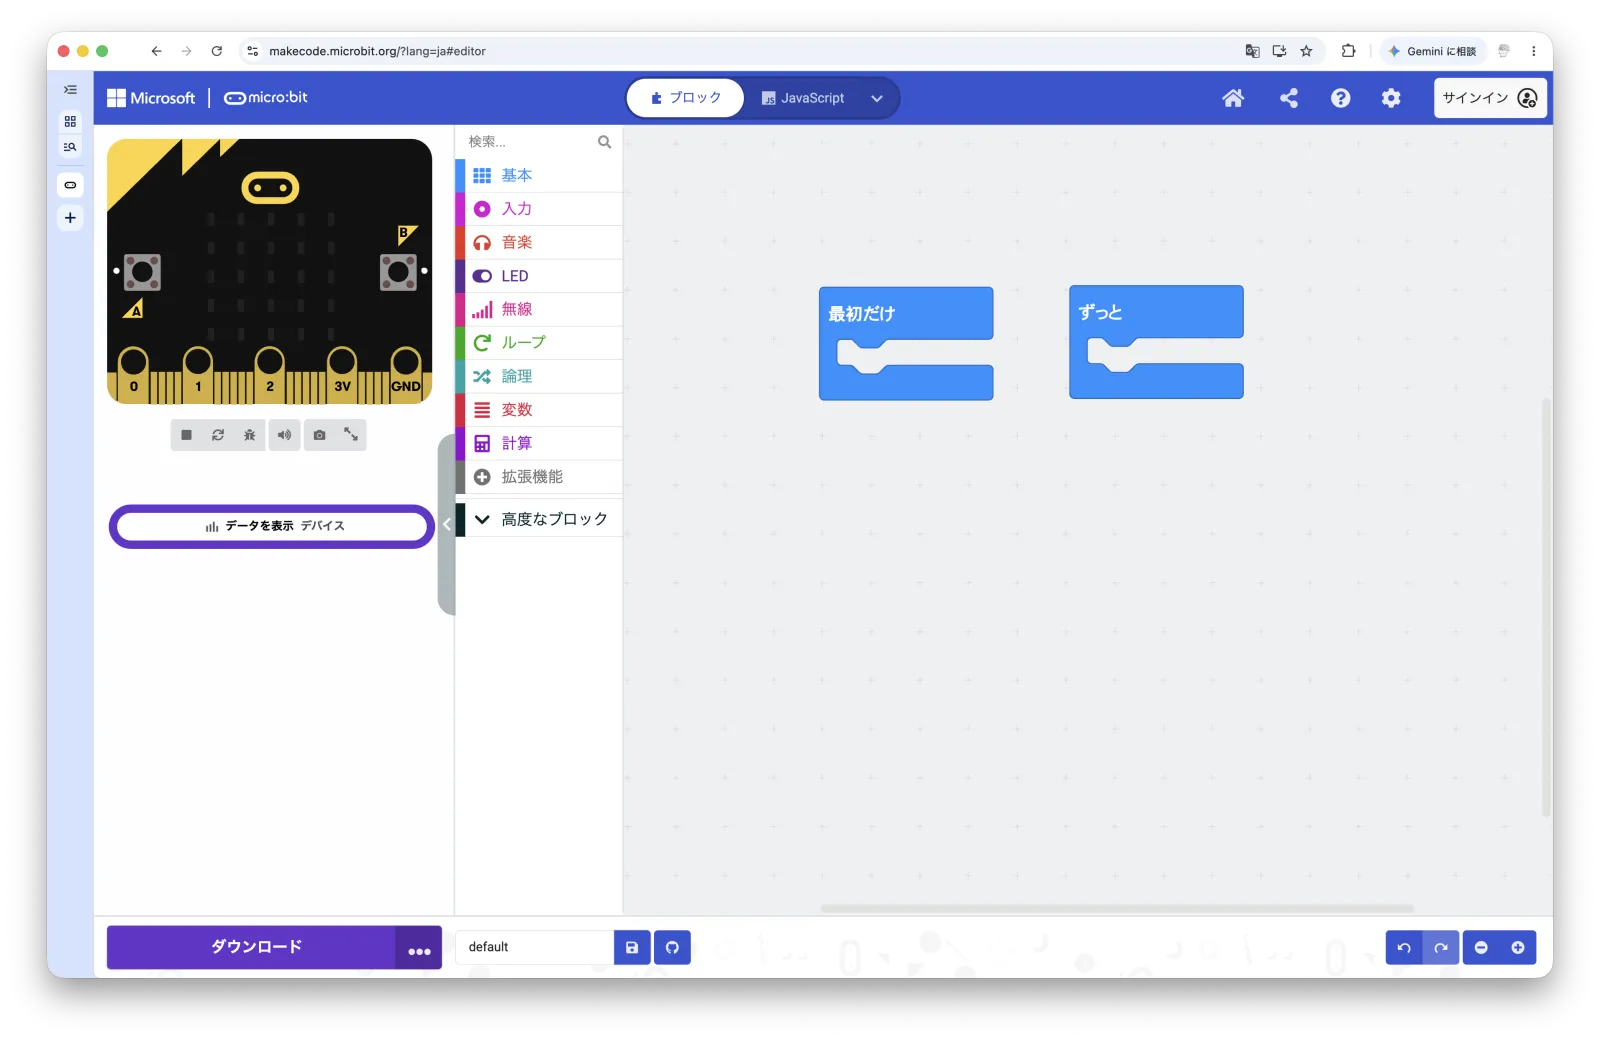 makecode.microbit.org/?lang=ja#editor
Gemini に相談
Microsoft
micro:bit
ブロック
JavaScript
サインイン
検索...
基本
入力
音楽
LED
無線
ループ
論理
変数
計算
拡張機能
高度なブロック
B
A
0 1 2 3V GND
データを表示 デバイス
最初だけ
ずっと
ダウンロード
default